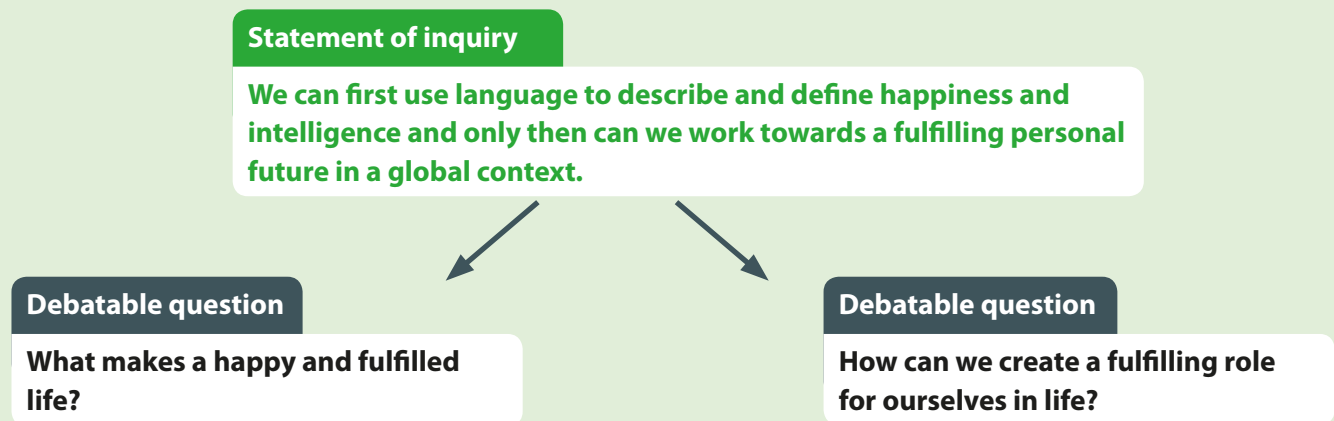 Statement of inquiry
We can first use language to describe and define happiness and
intelligence and only then can we work towards a fulfilling personal
future in a global context.
Debatable question
What makes a happy and fulfilled
life?
Debatable question
How can we create a fulfilling role
for ourselves in life?